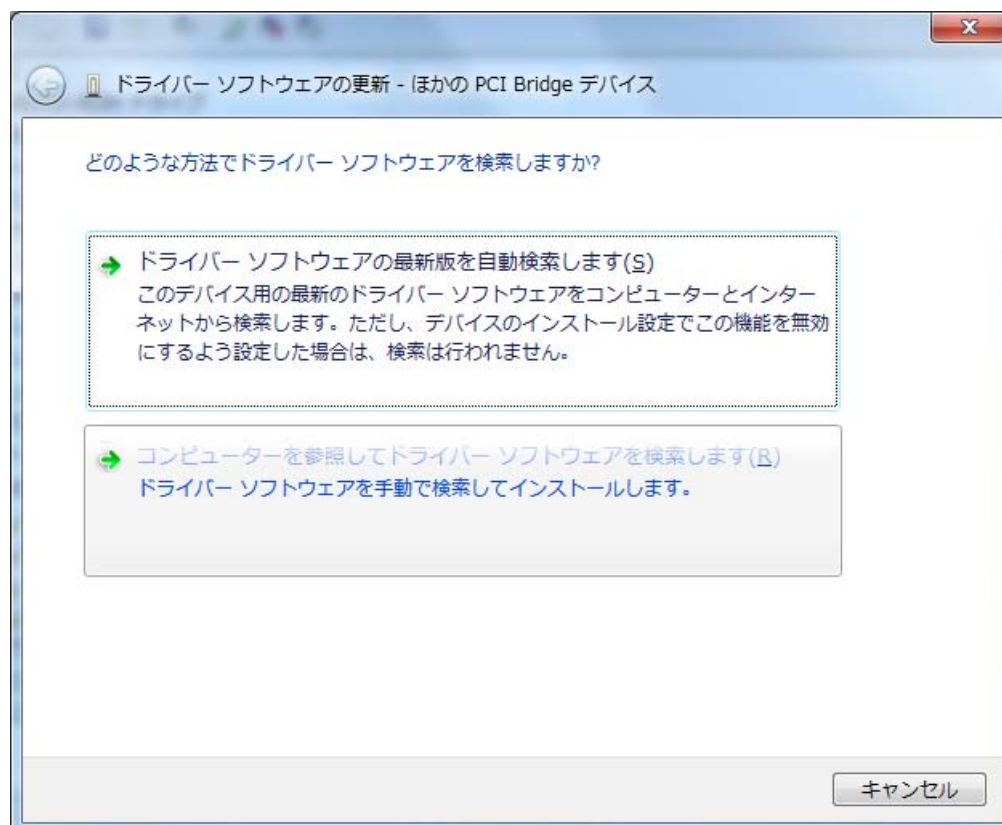 ドライバー ソフトウェアの更新 - ほかの PCI Bridge デバイス
どのような方法でドライバー ソフトウェアを検索しますか?
ドライバー ソフトウェアの最新版を自動検索します(S)
このデバイス用の最新のドライバー ソフトウェアをコンピューターとインター
ネットから検索します。ただし、デバイスのインストール設定でこの機能を無効
にするよう設定した場合は、検索は行われません。
コンピューターを参照してドライバー ソフトウェアを検索します(R)
ドライバー ソフトウェアを手動で検索してインストールします。
キャンセル